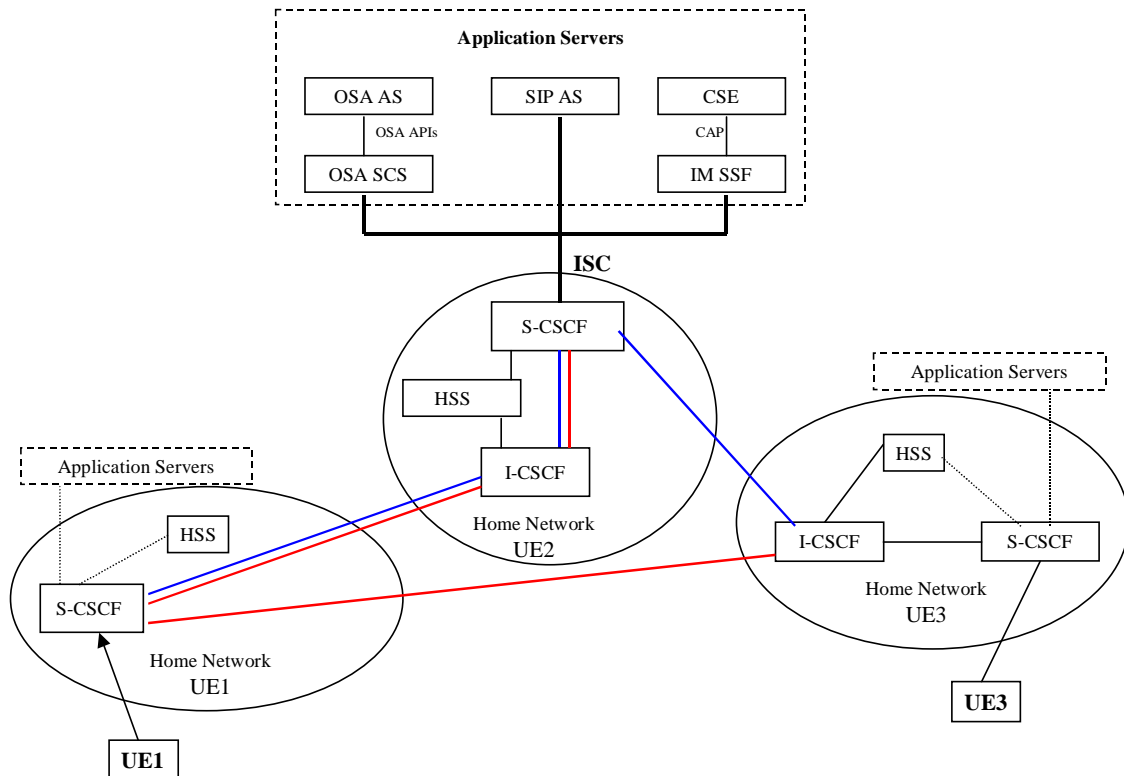 Application Servers
OSA AS
SIP AS
CSE
OSA APIs
CAP
OSA SCS
IM SSF
ISC
S-CSCF
HSS
I-CSCF
Home Network
UE2
Application Servers
HSS
I-CSCF
S-CSCF
Home Network
UE3
UE3
Application Servers
HSS
S-CSCF
Home Network
UE1
UE1